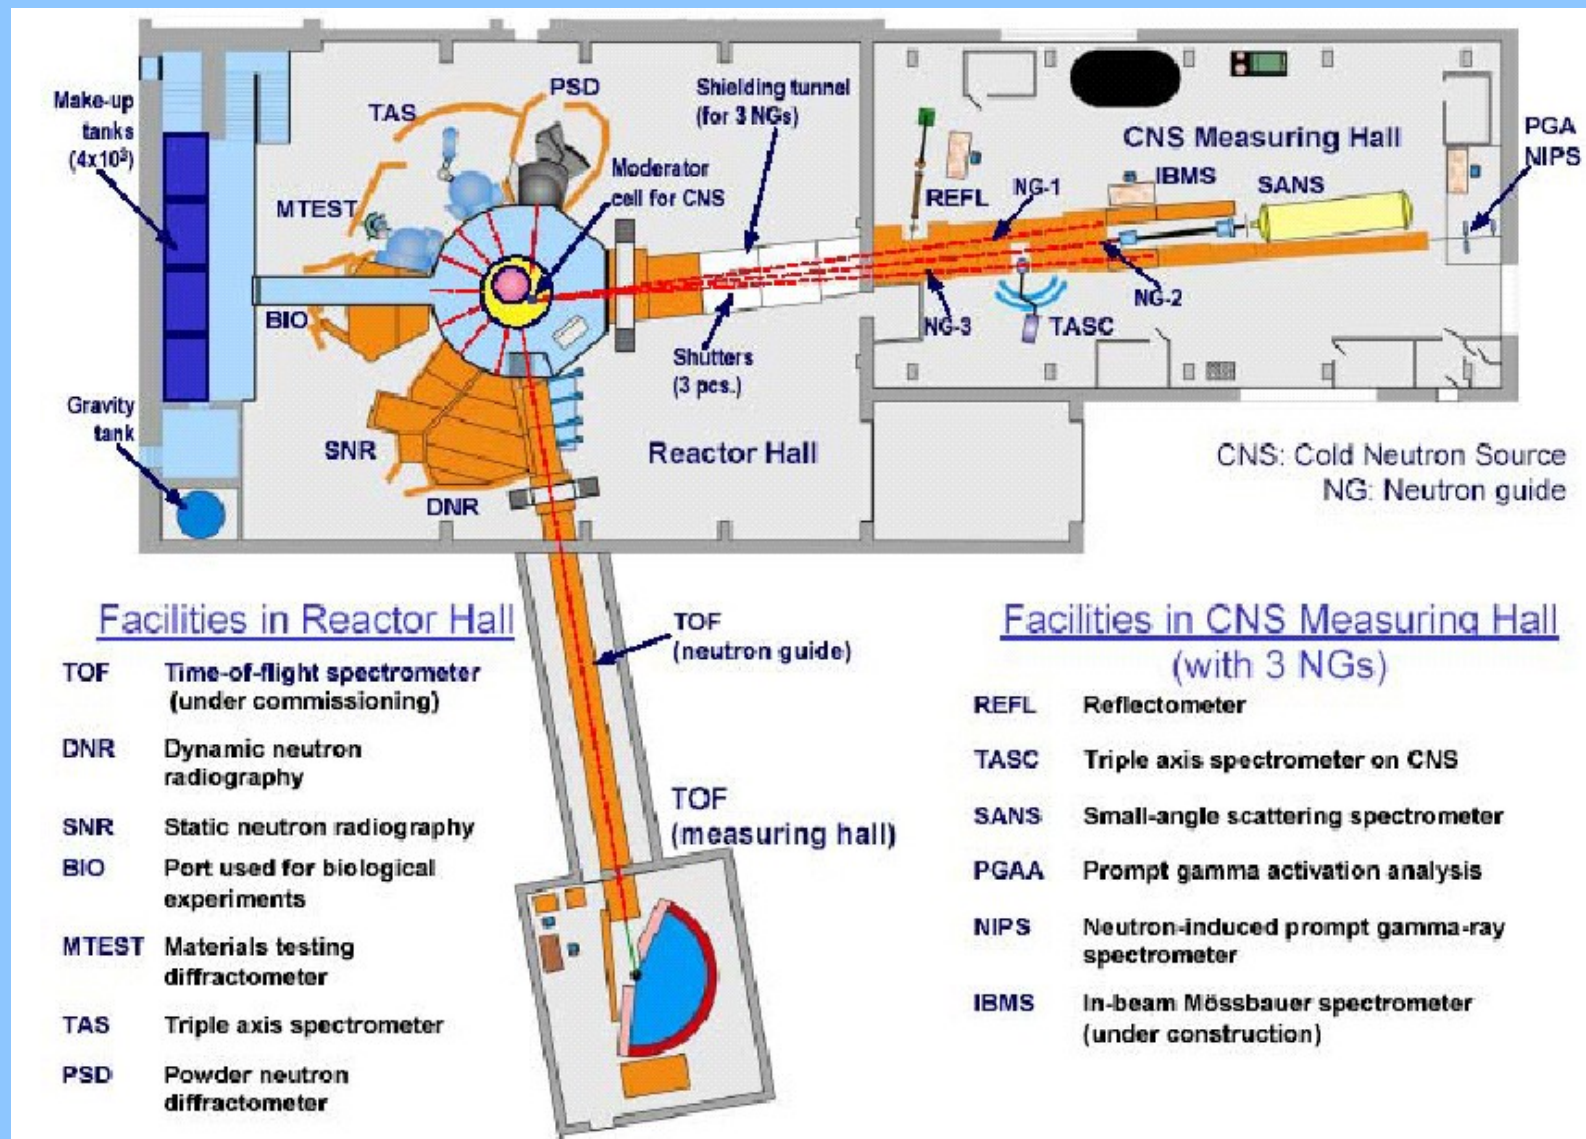 Make-up
tanks
(4x10³)
TAS
PSD
Shielding tunnel
(for 3 NGs)
Moderator
cell for CNS
MTEST
BIO
Gravity
tank
SNR
DNR
Shutters
(3 pcs.)
Reactor Hall
CNS Measuring Hall
PGA
NIPS
REFL
NG-1
IBMS
SANS
NG-2
NG-3
TASC
CNS: Cold Neutron Source
NG: Neutron guide
TOF
(neutron guide)
TOF
(measuring hall)
Facilities in Reactor Hall
TOF Time-of-flight spectrometer
(under commissioning)
DNR Dynamic neutron
radiography
SNR Static neutron radiography
BIO Port used for biological
experiments
MTEST Materials testing
diffractometer
TAS Triple axis spectrometer
PSD Powder neutron
diffractometer
Facilities in CNS Measuring Hall
(with 3 NGs)
REFL Reflectometer
TASC Triple axis spectrometer on CNS
SANS Small-angle scattering spectrometer
PGAA Prompt gamma activation analysis
NIPS Neutron-induced prompt gamma-ray
spectrometer
IBMS In-beam Mössbauer spectrometer
(under construction)